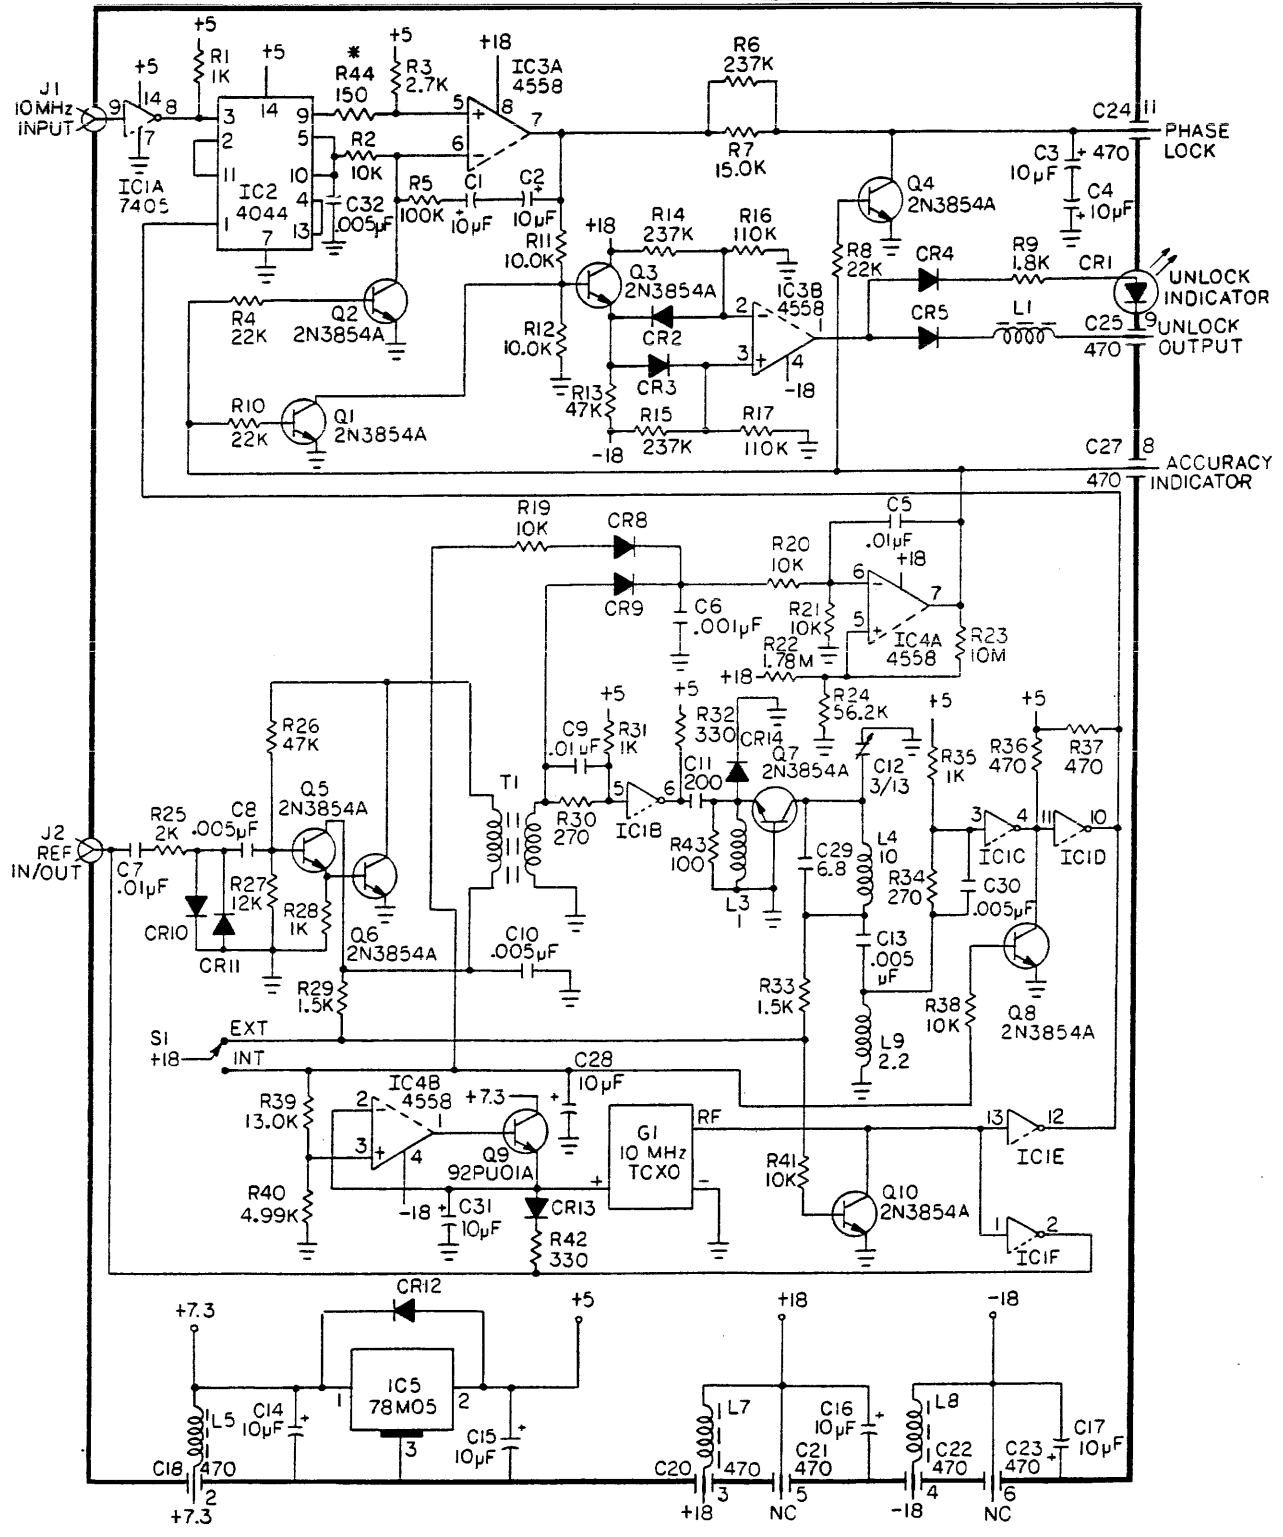 +5
R1
1K
+5
*
R44
150
+5
R3
2.7K
+18
IC3A
4558
R6
237K
J1
10MHz
INPUT
9
+5
14
8
7
IC1A
7405
3
2
11
1
14
IC2
4044
7
9
5
10
4
13
R2
10K
C32
.005µF
5
+
6
-
8
7
R5
100K
C1
+
10µF
C2
+
10µF
R7
15.0K
C24
11
470
PHASE
LOCK
C3
10µF
+
C4
+
10µF
Q4
2N3854A
R8
22K
R11
10.0K
R12
10.0K
+18
Q3
2N3854A
R14
237K
R16
110K
IC3B
4558
2
-
3
+
1
4
-18
CR2
CR3
R13
47K
-18
R15
237K
R17
110K
CR4
R9
1.8K
CR1
UNLOCK
INDICATOR
CR5
L1
C25
9
470
UNLOCK
OUTPUT
R4
22K
Q2
2N3854A
R10
22K
Q1
2N3854A
C27
8
470
ACCURACY
INDICATOR
R19
10K
CR8
CR9
C6
.001µF
R20
10K
R21
10K
C5
.01µF
+18
6
-
5
+
7
IC4A
4558
R22
1.78M
+18
R23
10M
R24
56.2K
R26
47K
Q5
2N3854A
J2
REF
IN/OUT
R25
2K
C8
.005µF
C7
.01µF
CR10
CR11
R27
12K
R28
1K
Q6
2N3854A
R29
1.5K
T1
C10
.005µF
C9
.01µF
+5
R31
1K
R30
270
5
6
IC1B
+5
R32
330
C11
200
CR14
Q7
2N3854A
R43
100
L3
1
C12
3/13
C29
6.8
L4
10
C13
.005
µF
R33
1.5K
L9
2.2
+5
R35
1K
R34
270
C30
.005µF
3
4
IC1C
+5
R36
470
R37
470
11
10
IC1D
R38
10K
Q8
2N3854A
S1
+18
EXT
INT
R39
13.0K
R40
4.99K
IC4B
4558
2
-
3
+
1
4
-18
+7.3
Q9
92PU01A
C28
10µF
+
C31
+
10µF
CR13
R42
330
G1
10 MHz
TCXO
RF
+
-
R41
10K
Q10
2N3854A
13
12
IC1E
1
2
IC1F
+7.3
CR12
+5
IC5
78M05
1
2
3
L5
C14
10µF
+
C15
10µF
+
C18
470
2
+7.3
+18
L7
C16
10µF
+
C20
470
3
+18
C21
470
5
NC
-18
L8
C17
10µF
+
C22
470
4
-18
C23
470
6
NC